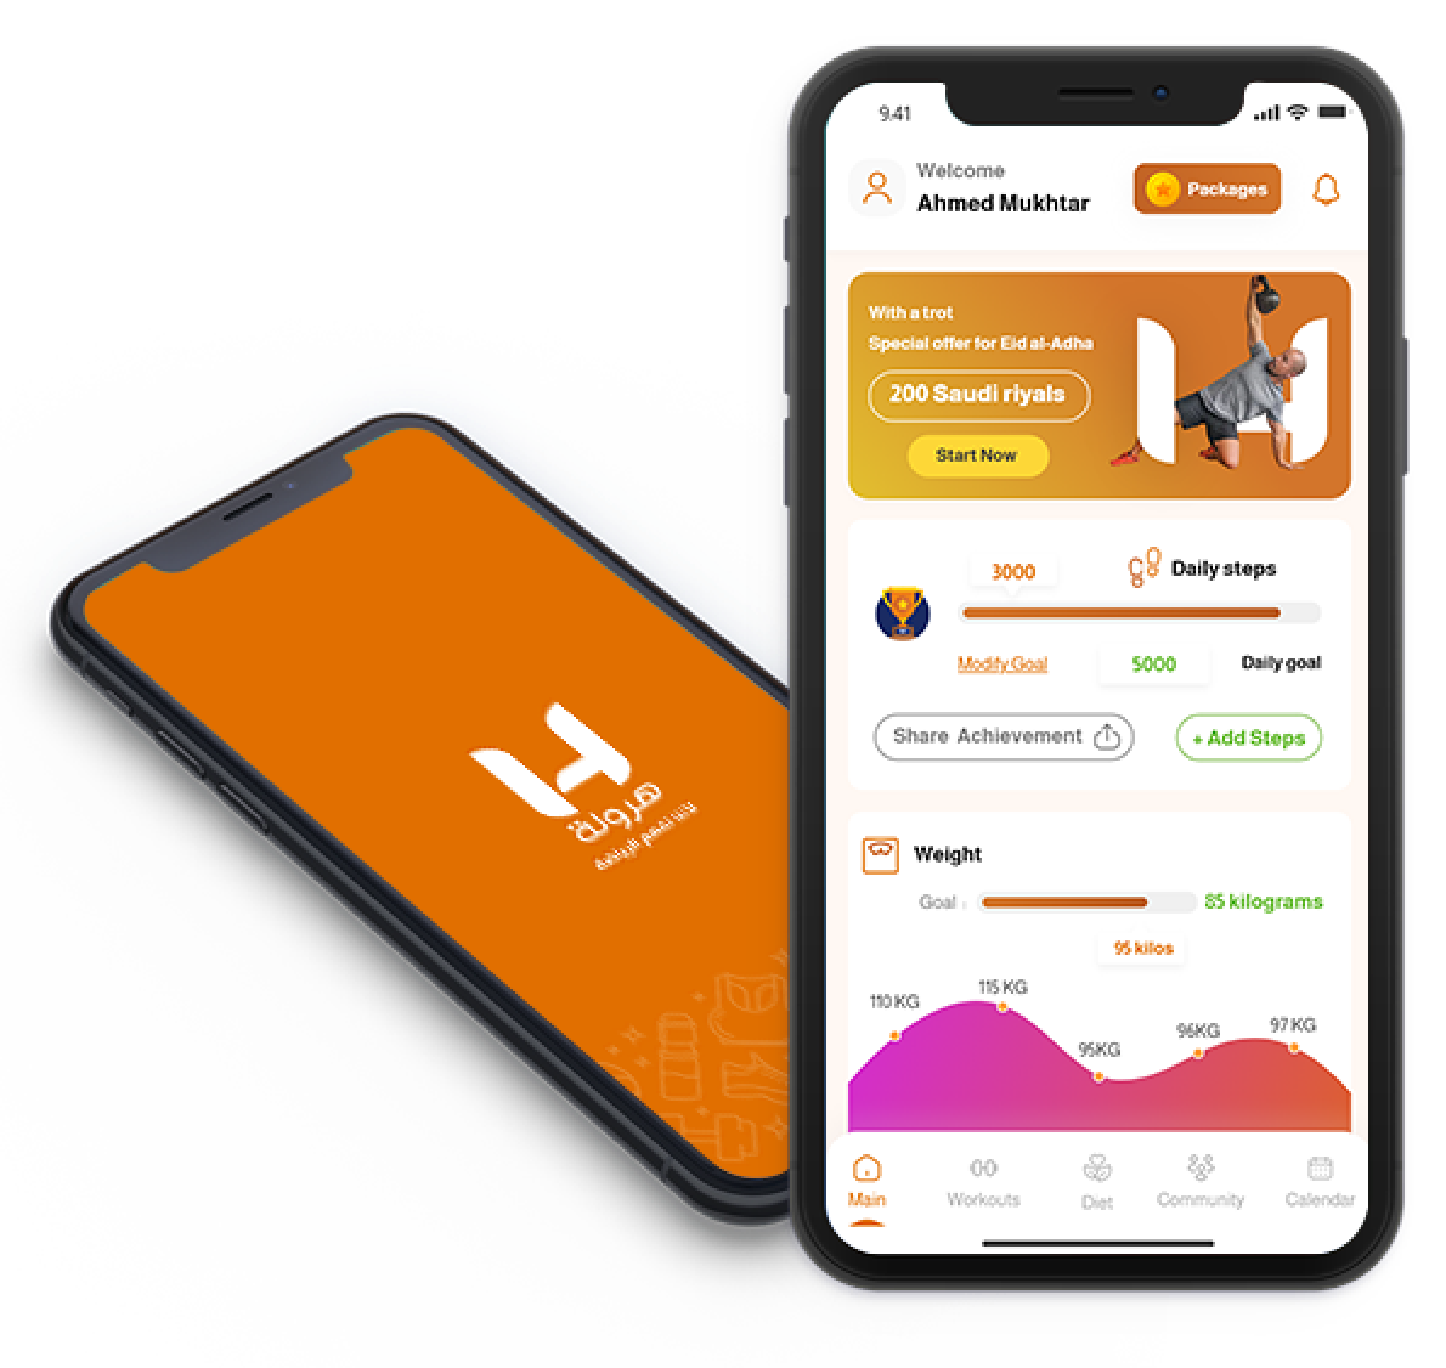 9.41
Welcome
Ahmed Mukhtar
Packages
With a trot
Special offer for Eid al-Adha
200 Saudi riyals
Start Now
3000
Daily steps
Modify Goal
5000
Daily goal
Share Achievement
+ Add Steps
Weight
Goal :
85 kilograms
95 kilos
110 KG
115 KG
95KG
96KG
97 KG
Main
Workouts
Diet
Community
Calendar
هرولة